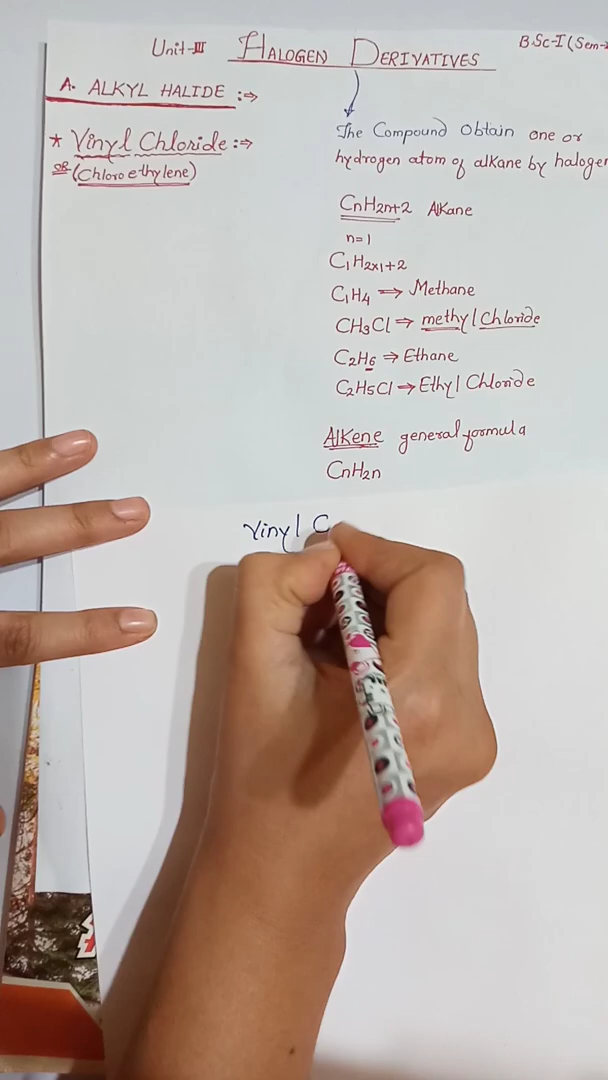 Unit-III HALOGEN DERIVATIVES B.Sc-I (Sem-
A. ALKYL HALIDE :⇒
* Vinyl Chloride :⇒
OR (Chloro ethylene)
The Compound Obtain one or
hydrogen atom of alkane by halogen
CnH2n+2 Alkane
n=1
C1H2x1+2
C1H4 ⇒ Methane
CH3Cl ⇒ methyl Chloride
C2H6 ⇒ Ethane
C2H5Cl → Ethyl Chloride
Alkene general formula
CnH2n
Vinyl C